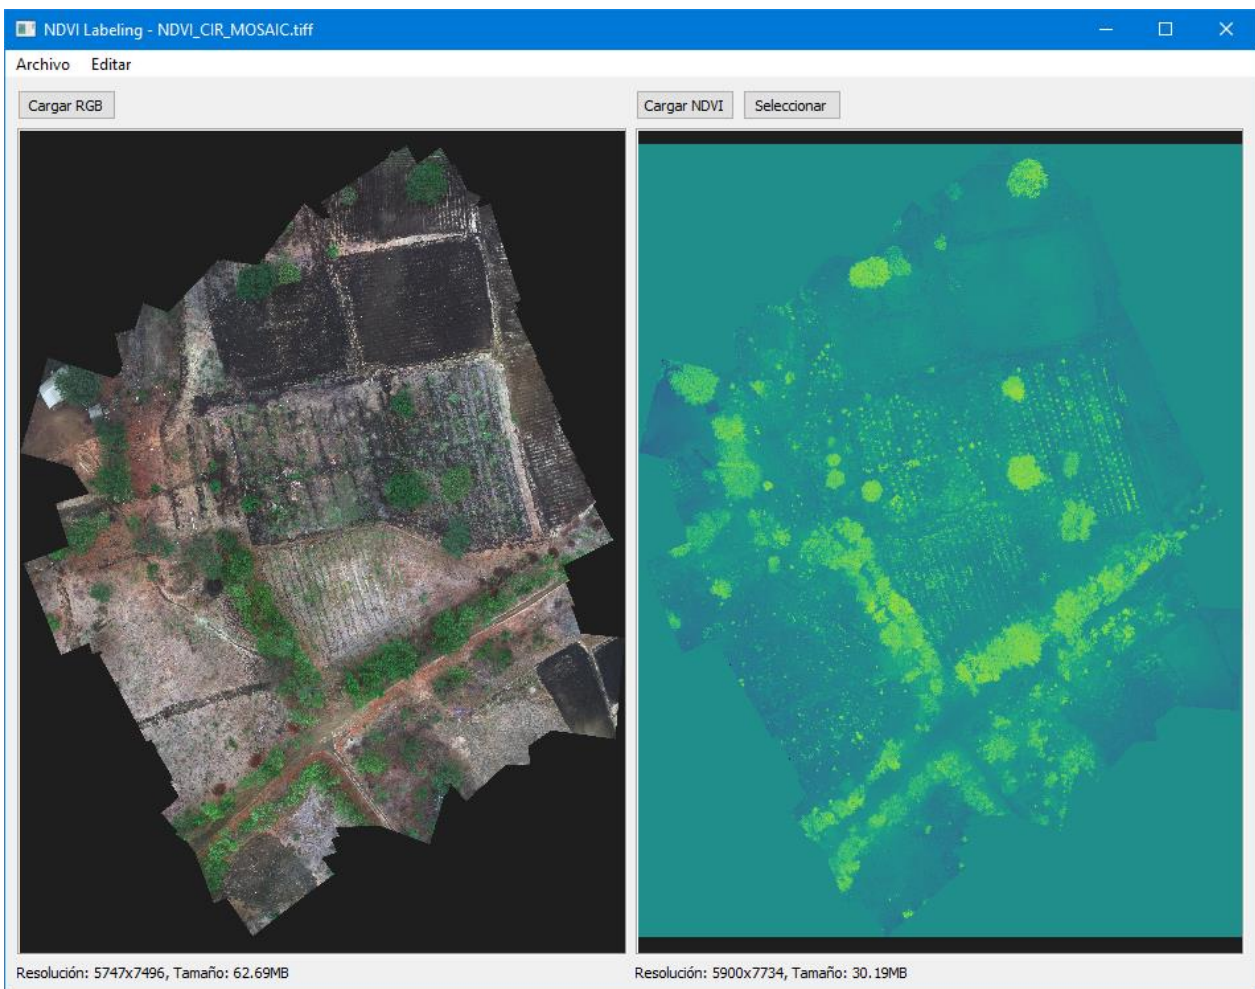 NDVI Labeling - NDVI_CIR_MOSAIC.tiff
Archivo Editar
Cargar RGB
Cargar NDVI Seleccionar
Resolución: 5747x7496, Tamaño: 62.69MB
Resolución: 5900x7734, Tamaño: 30.19MB